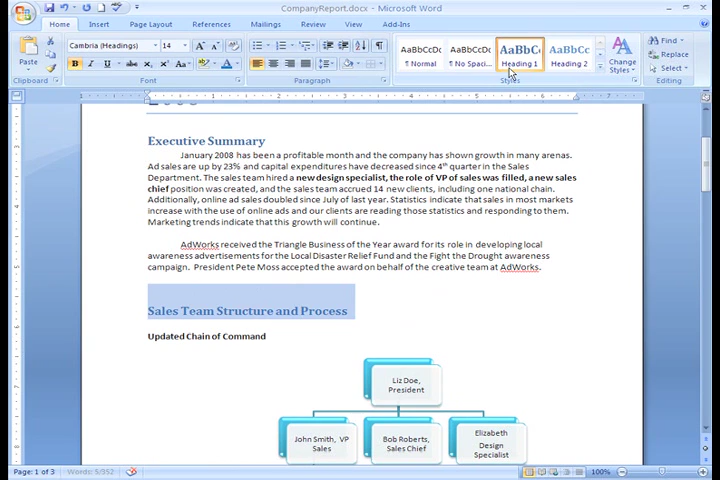 CompanyReport.docx - Microsoft Word
Home Insert Page Layout References Mailings Review View Add-Ins
Paste
Cambria (Headings) 14
B I U abc x₂ x² Aa
AaBbCcDc AaBbCcDc AaBbC AaBbCc
¶ Normal ¶ No Spaci... Heading 1 Heading 2
Change
Styles
Find
Replace
Select
Clipboard Font Paragraph Styles Editing
Executive Summary
January 2008 has been a profitable month and the company has shown growth in many arenas.
Ad sales are up by 23% and capital expenditures have decreased since 4th quarter in the Sales
Department. The sales team hired a new design specialist, the role of VP of sales was filled, a new sales
chief position was created, and the sales team accrued 14 new clients, including one national chain.
Additionally, online ad sales doubled since July of last year. Statistics indicate that sales in most markets
increase with the use of online ads and our clients are reading those statistics and responding to them.
Marketing trends indicate that this growth will continue.
AdWorks received the Triangle Business of the Year award for its role in developing local
awareness advertisements for the Local Disaster Relief Fund and the Fight the Drought awareness
campaign. President Pete Moss accepted the award on behalf of the creative team at AdWorks.
Sales Team Structure and Process
Updated Chain of Command
Liz Doe,
President
John Smith, VP
Sales
Bob Roberts,
Sales Chief
Elizabeth
Design
Specialist
Page: 1 of 3 Words: 5/352 100%